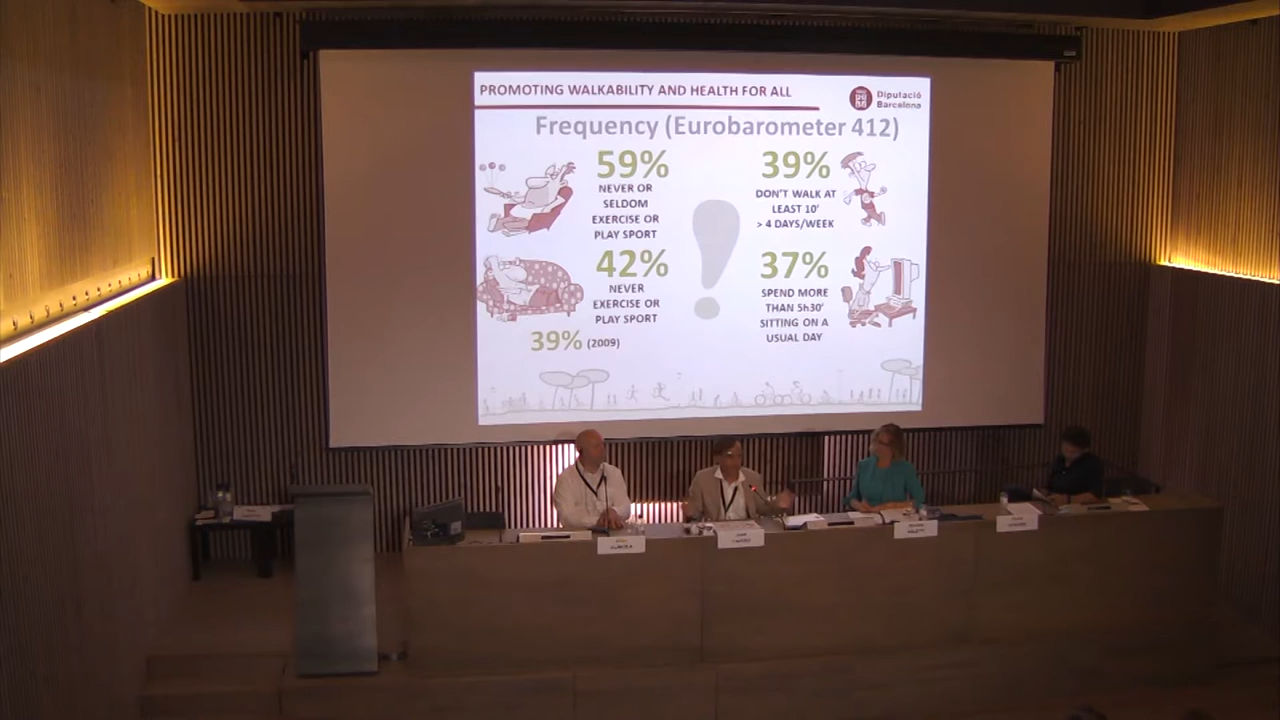 PROMOTING WALKABILITY AND HEALTH FOR ALL
Diputació
Barcelona
Frequency (Eurobarometer 412)
59%
NEVER OR
SELDOM
EXERCISE OR
PLAY SPORT
39%
DON'T WALK AT
LEAST 10'
> 4 DAYS/WEEK
42%
NEVER
EXERCISE OR
PLAY SPORT
37%
SPEND MORE
THAN 5h30'
SITTING ON A
USUAL DAY
39% (2009)